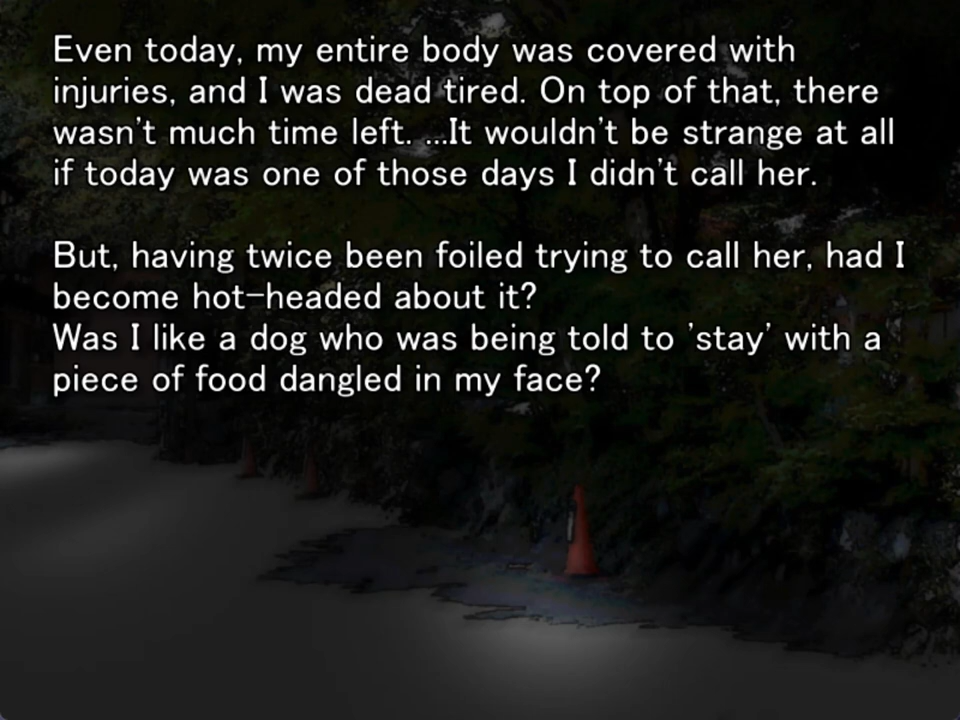 Even today, my entire body was covered with
injuries, and I was dead tired. On top of that, there
wasn't much time left. ...It wouldn't be strange at all
if today was one of those days I didn't call her.
But, having twice been foiled trying to call her, had I
become hot-headed about it?
Was I like a dog who was being told to 'stay' with a
piece of food dangled in my face?